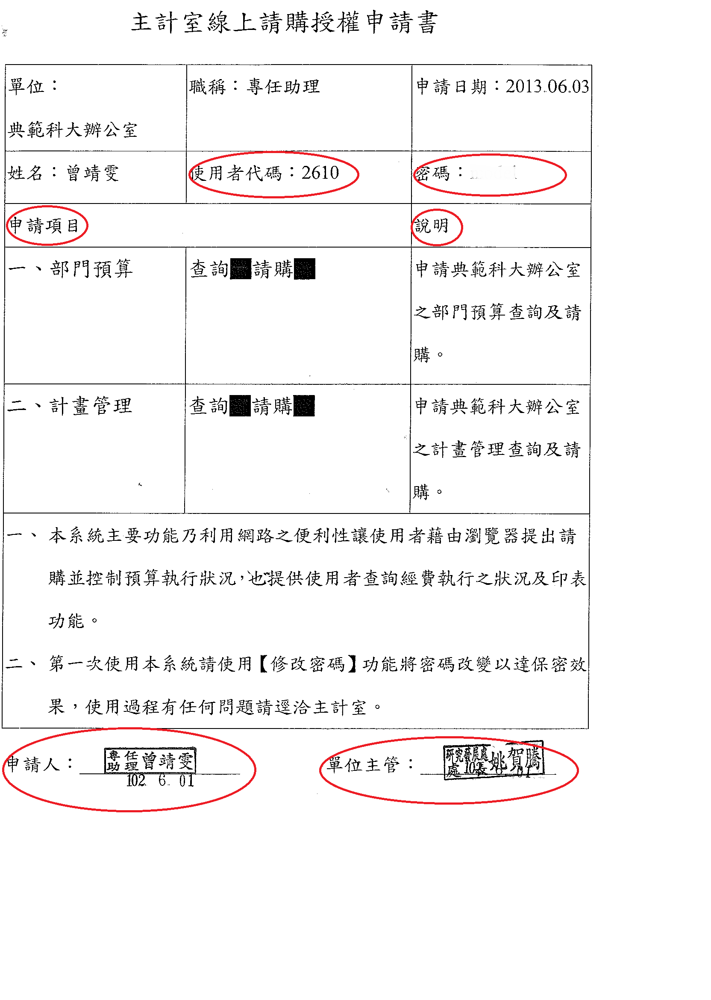 主計室線上請購授權申請書
單位：
典範科大辦公室
職稱：專任助理
申請日期：2013.06.03
姓名：曾靖雯
使用者代碼：2610
密碼：
申請項目
說明
一、部門預算
查詢■請購■
申請典範科大辦公室
之部門預算查詢及請
購。
二、計畫管理
查詢■請購■
申請典範科大辦公室
之計畫管理查詢及請
購。
一、 本系統主要功能乃利用網路之便利性讓使用者藉由瀏覽器提出請
購並控制預算執行狀況，也提供使用者查詢經費執行之狀況及印表
功能。
二、 第一次使用本系統請使用【修改密碼】功能將密碼改變以達保密效
果，使用過程有任何問題請逕洽主計室。
申請人：
專任
助理 曾靖雯
102. 6. 01
單位主管：
研究發展處
處長 姚賀騰
102. 6. 01